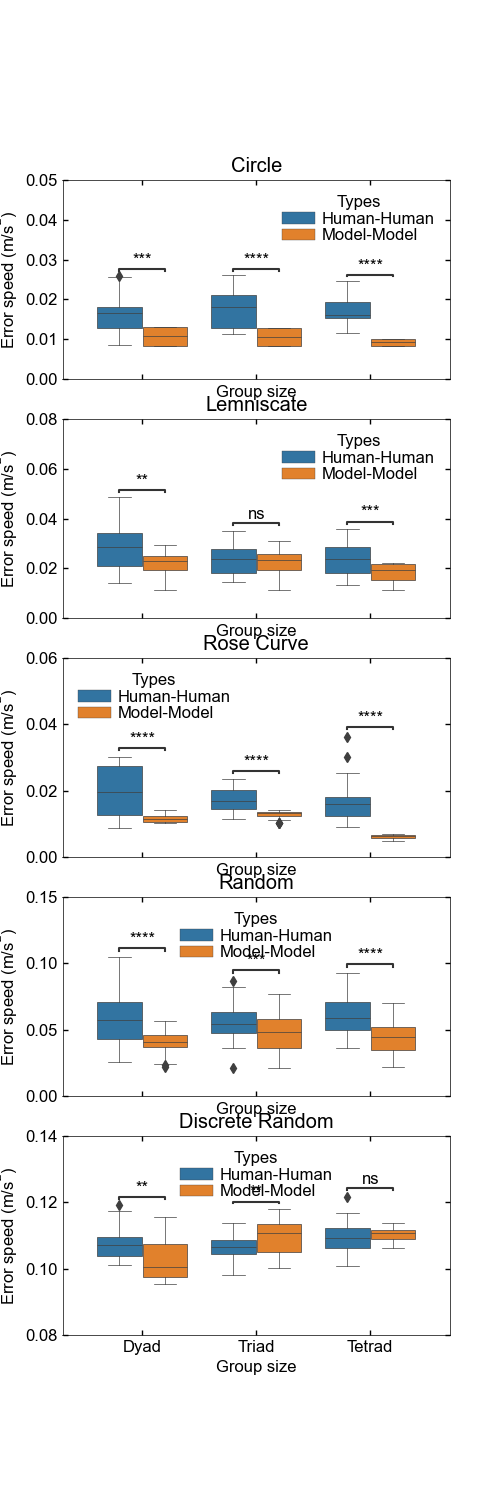 Circle
Error speed (m/s²)
0.05
0.04
0.03
0.02
0.01
0.00
Types
Human-Human
Model-Model
***
****
****
Group size
Lemniscate
Error speed (m/s²)
0.08
0.06
0.04
0.02
0.00
Types
Human-Human
Model-Model
**
ns
***
Group size
Rose Curve
Error speed (m/s²)
0.06
0.04
0.02
0.00
Types
Human-Human
Model-Model
****
****
****
Group size
Random
Error speed (m/s²)
0.15
0.10
0.05
0.00
Types
Human-Human
Model-Model
****
***
****
Group size
Discrete Random
Error speed (m/s²)
0.14
0.12
0.10
0.08
Types
Human-Human
Model-Model
**
**
ns
Dyad Triad Tetrad
Group size